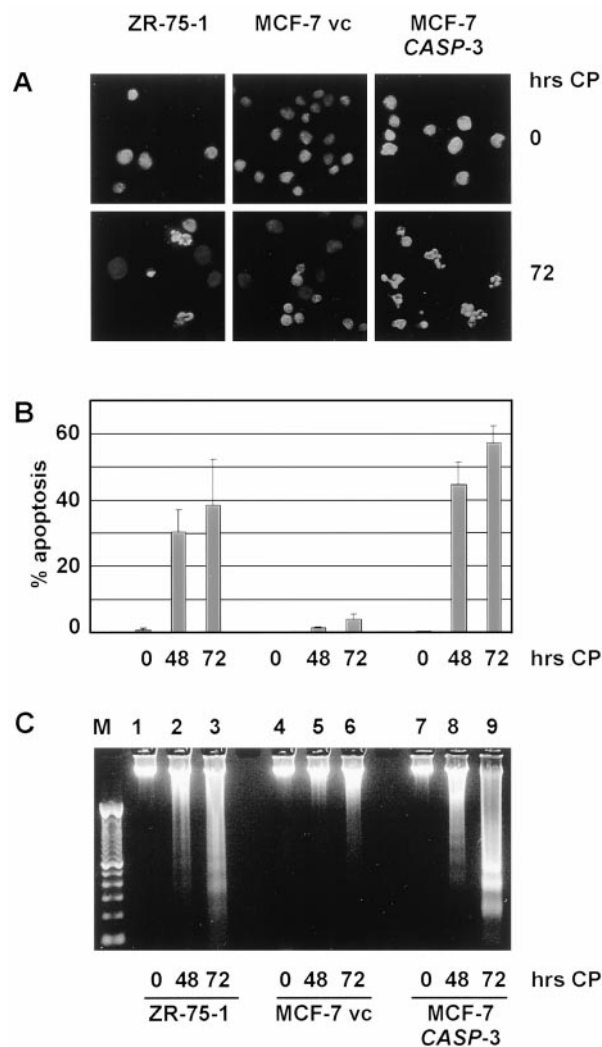 ZR-75-1 MCF-7 vc MCF-7
CASP-3
A hrs CP
0
72
B
60
40
20
0
% apoptosis
0 48 72 0 48 72 0 48 72 hrs CP
C M 1 2 3 4 5 6 7 8 9
0 48 72 0 48 72 0 48 72 hrs CP
ZR-75-1 MCF-7 vc MCF-7
CASP-3